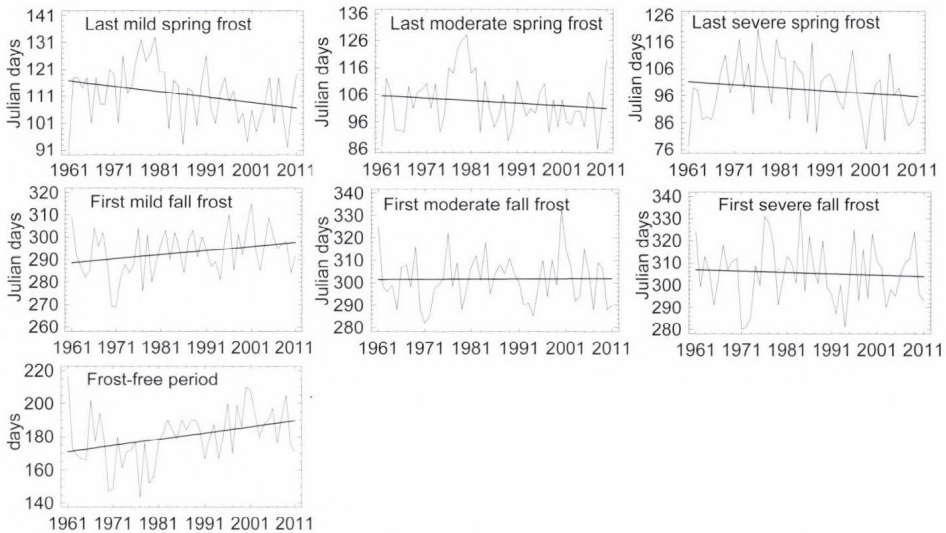 Last mild spring frost
Julian days
141
131
121
111
101
91
1961 1971 1981 1991 2001 2011
Last moderate spring frost
Julian days
136
126
116
106
96
86
1961 1971 1981 1991 2001 2011
Last severe spring frost
Julian days
126
116
106
96
86
76
1961 1971 1981 1991 2001 2011
First mild fall frost
Julian days
320
310
300
290
280
270
260
1961 1971 1981 1991 2001 2011
First moderate fall frost
Julian days
340
330
320
310
300
290
280
1961 1971 1981 1991 2001 2011
First severe fall frost
Julian days
340
330
320
310
300
290
280
1961 1971 1981 1991 2001 2011
Frost-free period
days
220
200
180
160
140
1961 1971 1981 1991 2001 2011